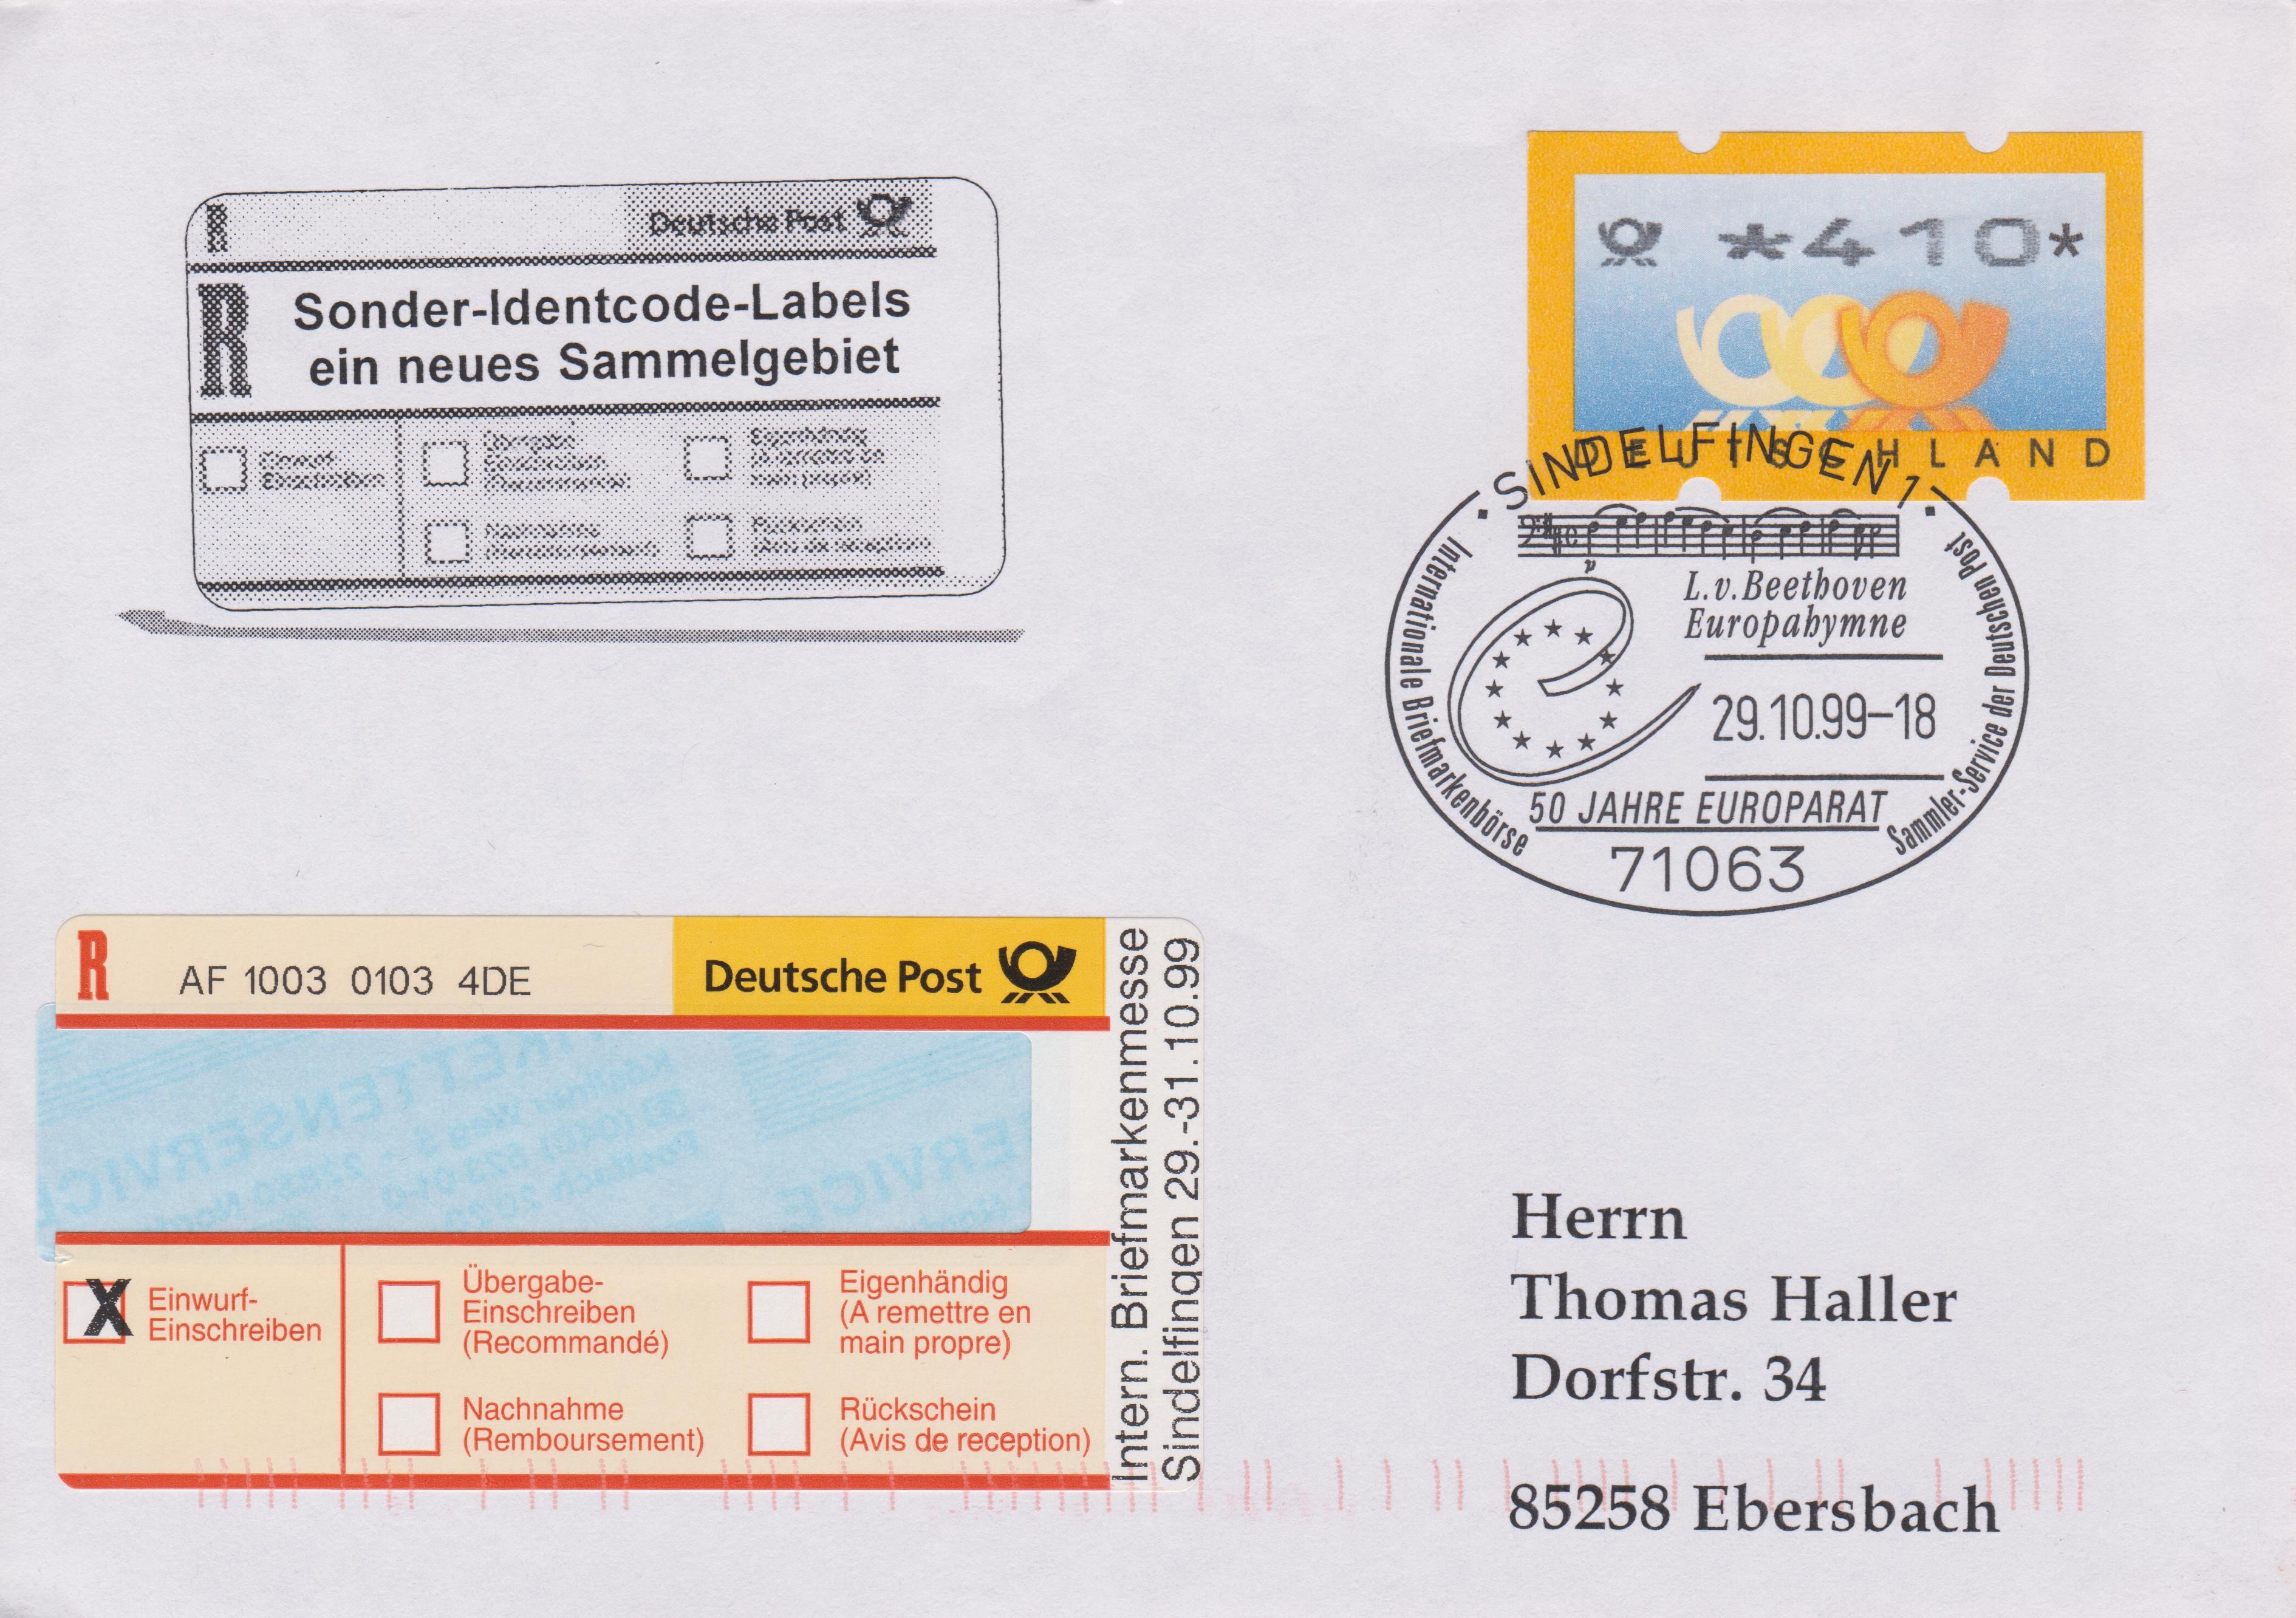 R
Deutsche Post
R
Sonder-Identcode-Labels
ein neues Sammelgebiet
*410*
DEUTSCHLAND
SINDELFINGEN 1
L.v.Beethoven
Europahymne
29.10.99–18
50 JAHRE EUROPARAT
71063
Internationale Briefmarkenbörse
Sammler-Service der Deutschen Post
R AF 1003 0103 4DE
Deutsche Post
X Einwurf-
Einschreiben
Übergabe-
Einschreiben
(Recommandé)
Eigenhändig
(A remettre en
main propre)
Nachnahme
(Remboursement)
Rückschein
(Avis de reception)
Intern. Briefmarkenmesse
Sindelfingen 29.-31.10.99
Herrn
Thomas Haller
Dorfstr. 34
85258 Ebersbach